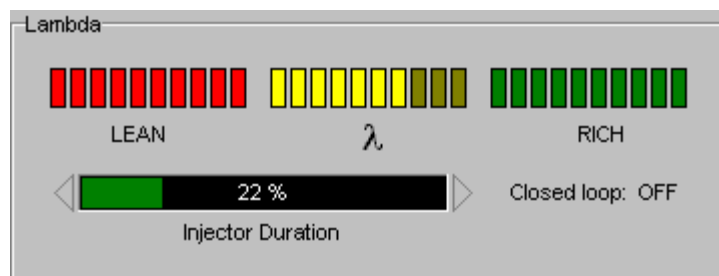 Lambda
LEAN λ RICH
22 % Closed loop: OFF
Injector Duration